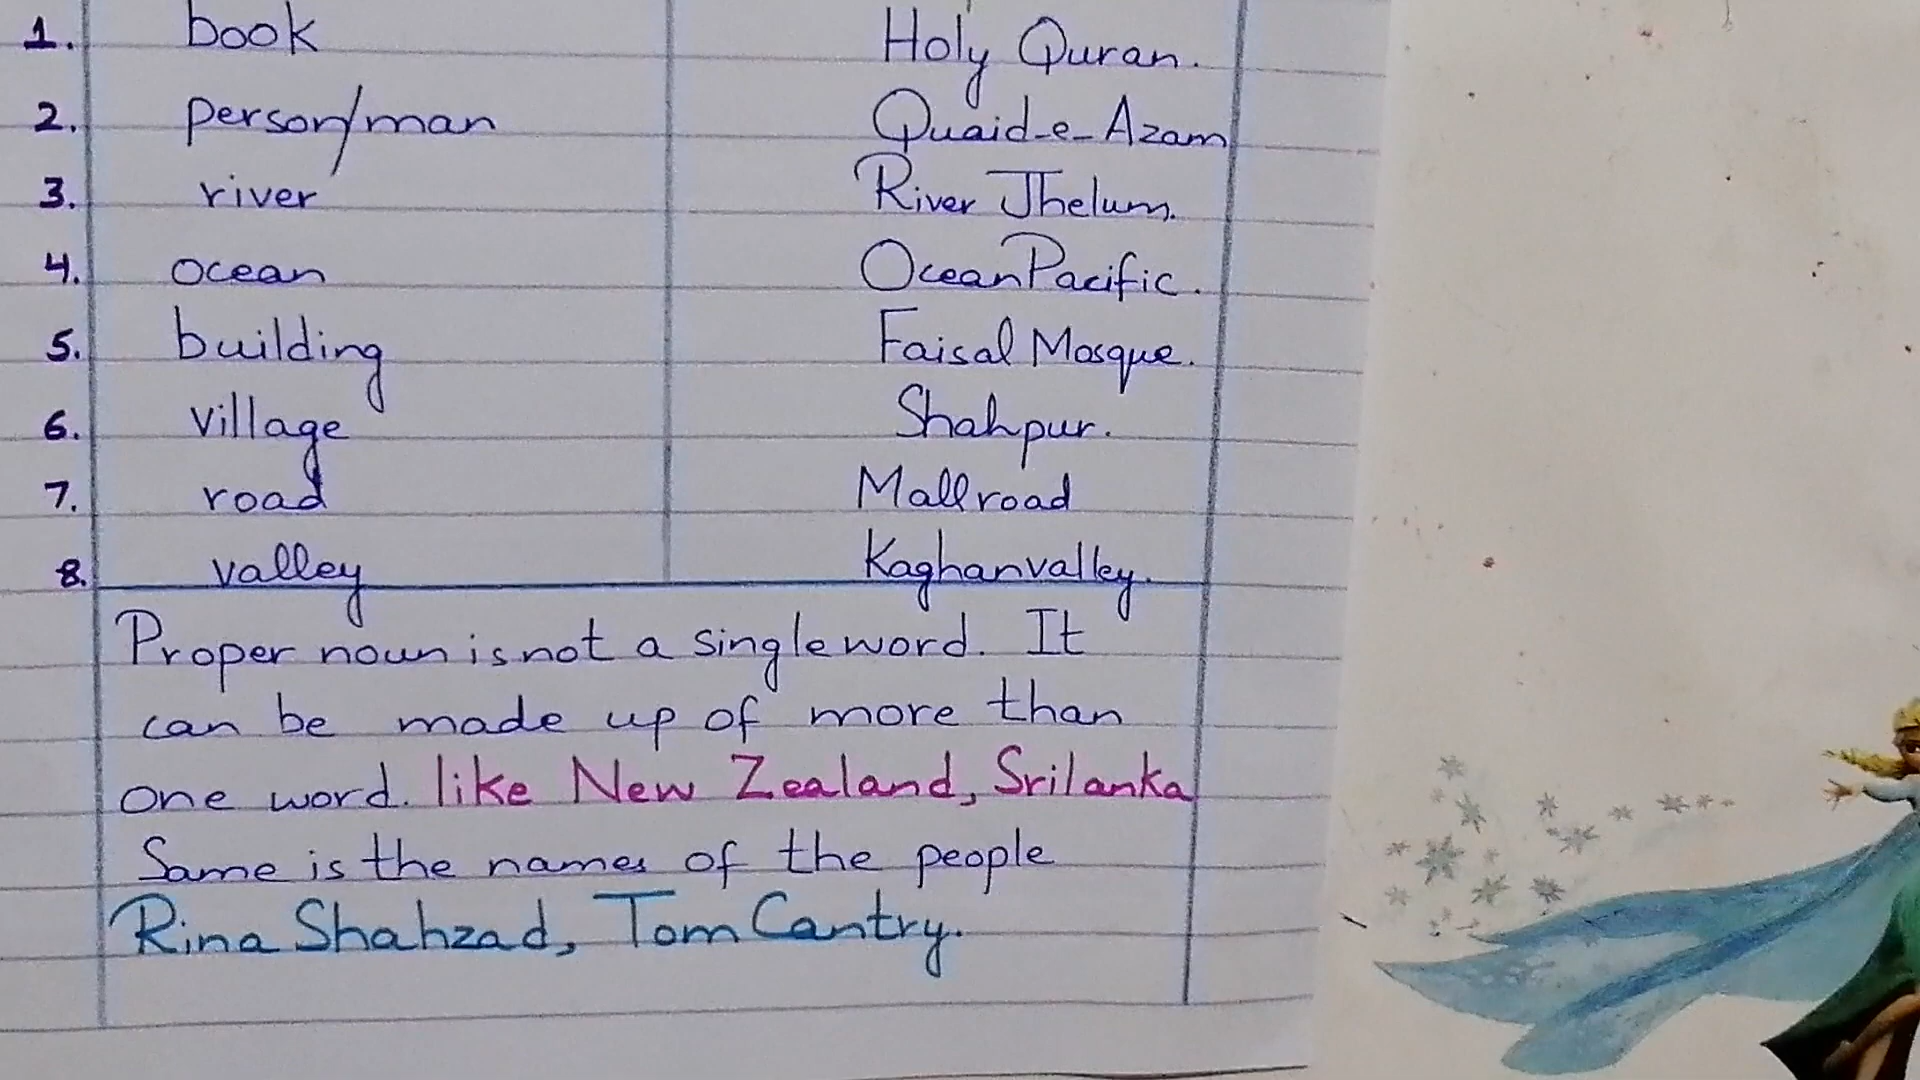 1. book Holy Quran.
2. person/man Quaid-e-Azam
3. river River Jhelum.
4. ocean Ocean Pacific.
5. building Faisal Mosque.
6. village Shahpur.
7. road Mall road
8. valley Kaghan valley.
Proper noun is not a single word. It
can be made up of more than
one word. like New Zealand, Srilanka
Same is the names of the people
Rina Shahzad, Tom Cantry.